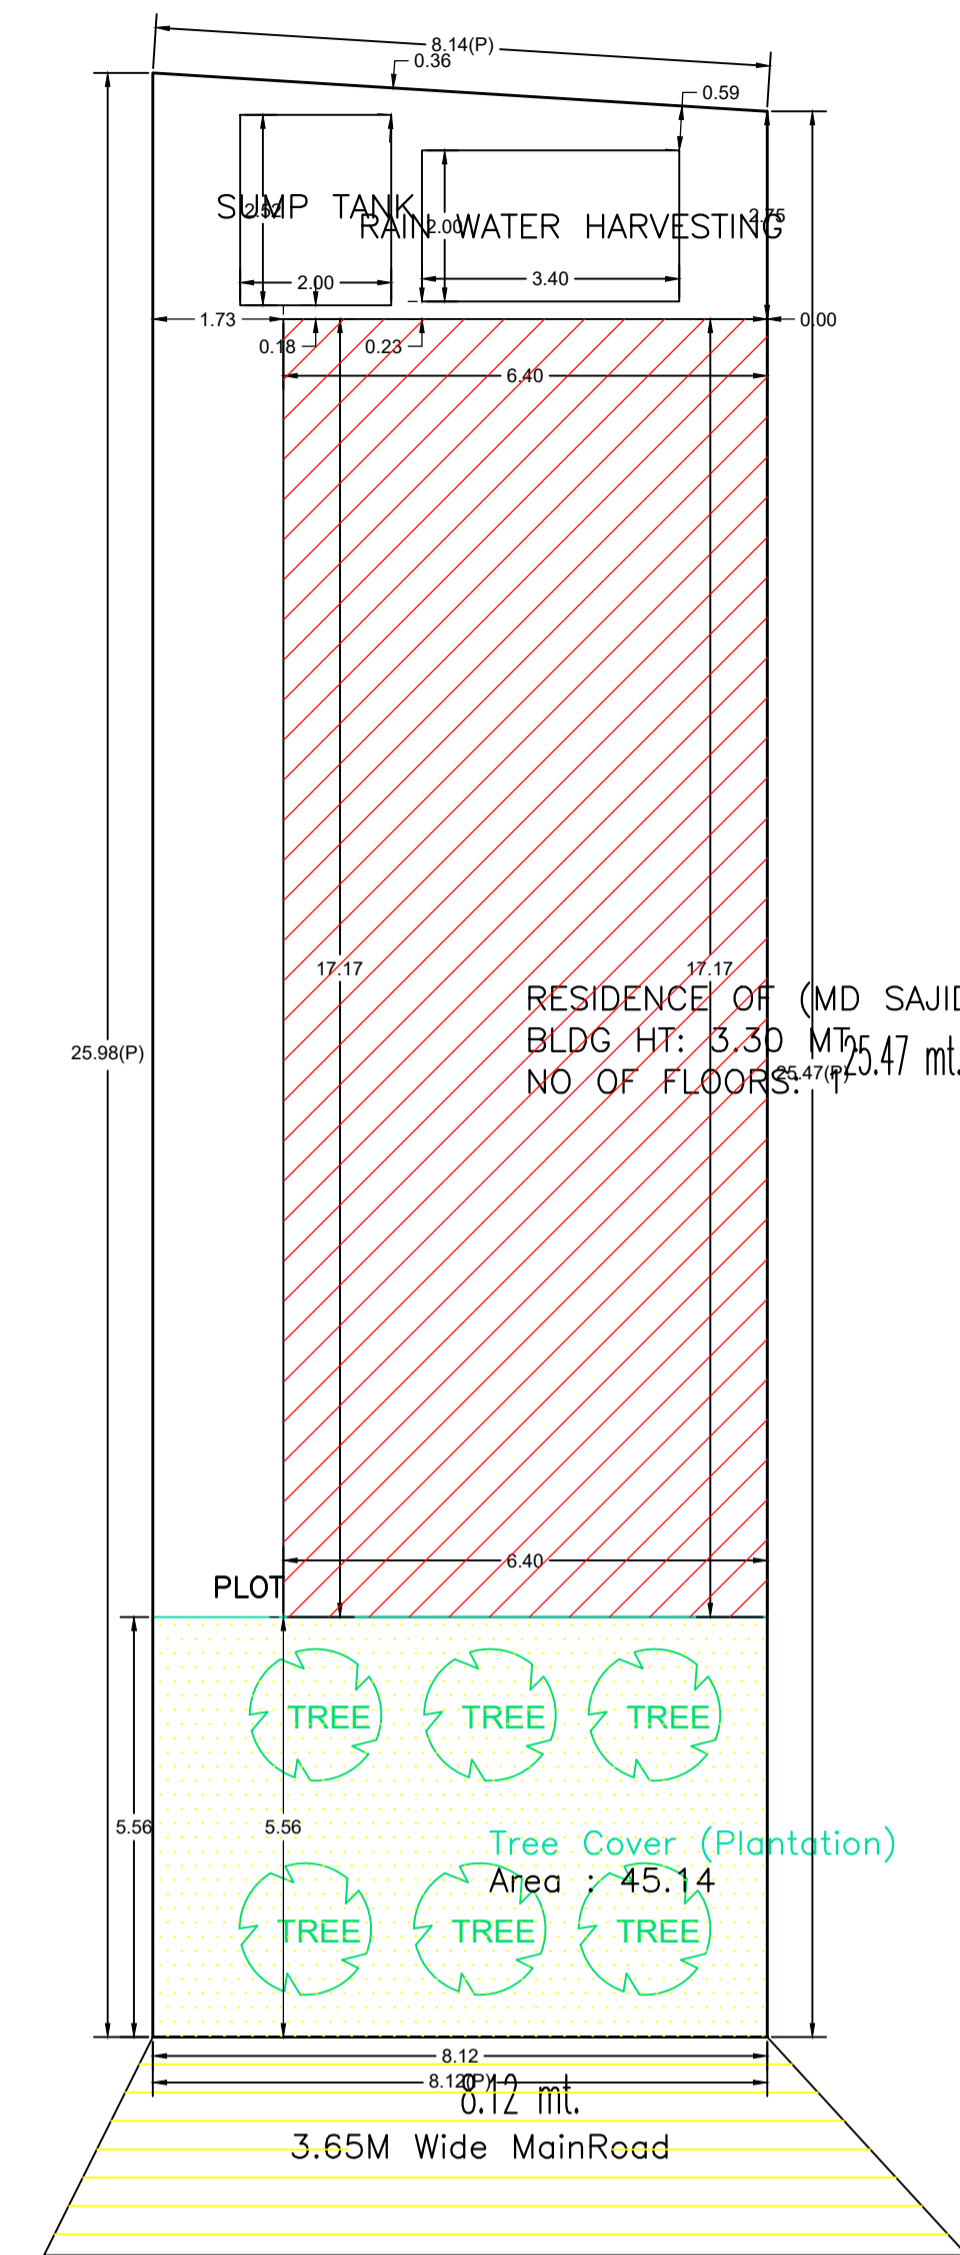 8.14(P)
0.36
0.59
SUMP TANK
2.52
RAIN WATER HARVESTING
2.00
2.75
2.00
3.40
1.73
0.00
0.18
0.23
6.40
17.17
17.17
RESIDENCE OF (MD SAJID
BLDG HT: 3.30 MT
25.47 mt.
25.98(P)
25.47(P)
NO OF FLOORS: 1
6.40
PLOT
TREE
TREE
TREE
5.56
5.56
Tree Cover (Plantation)
Area : 45.14
TREE
TREE
TREE
8.12
8.12(P)
8.12 mt.
3.65M Wide MainRoad